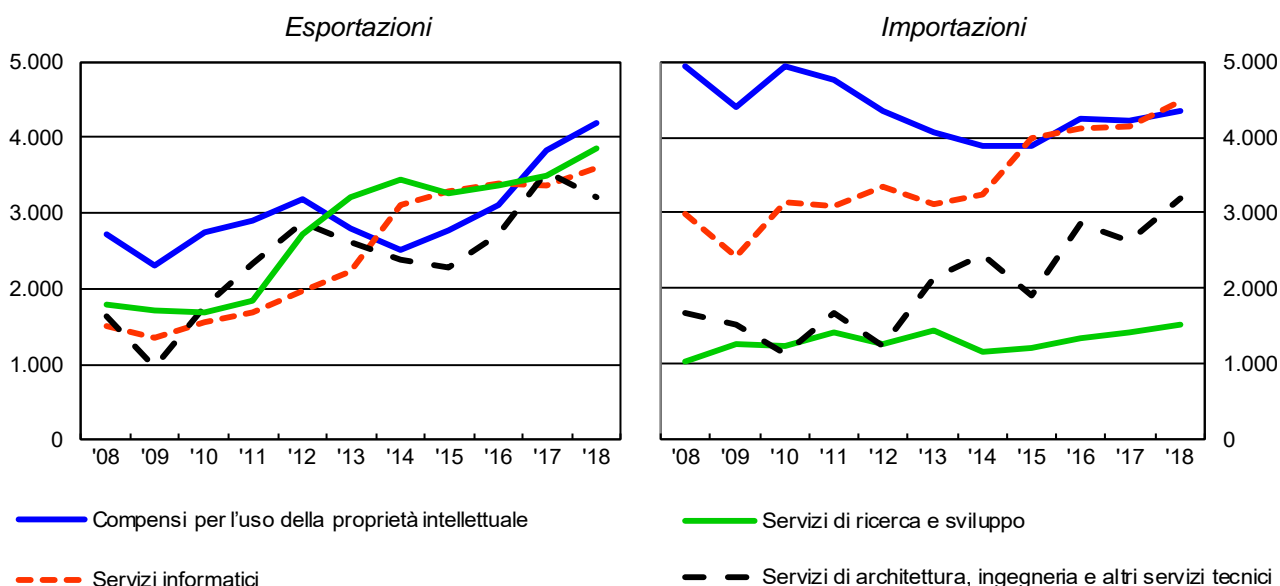 Esportazioni
Importazioni
5.000
4.000
3.000
2.000
1.000
0
'08 '09 '10 '11 '12 '13 '14 '15 '16 '17 '18
5.000
4.000
3.000
2.000
1.000
0
'08 '09 '10 '11 '12 '13 '14 '15 '16 '17 '18
Compensi per l'uso della proprietà intellettuale
Servizi di ricerca e sviluppo
Servizi informatici
Servizi di architettura, ingegneria e altri servizi tecnici